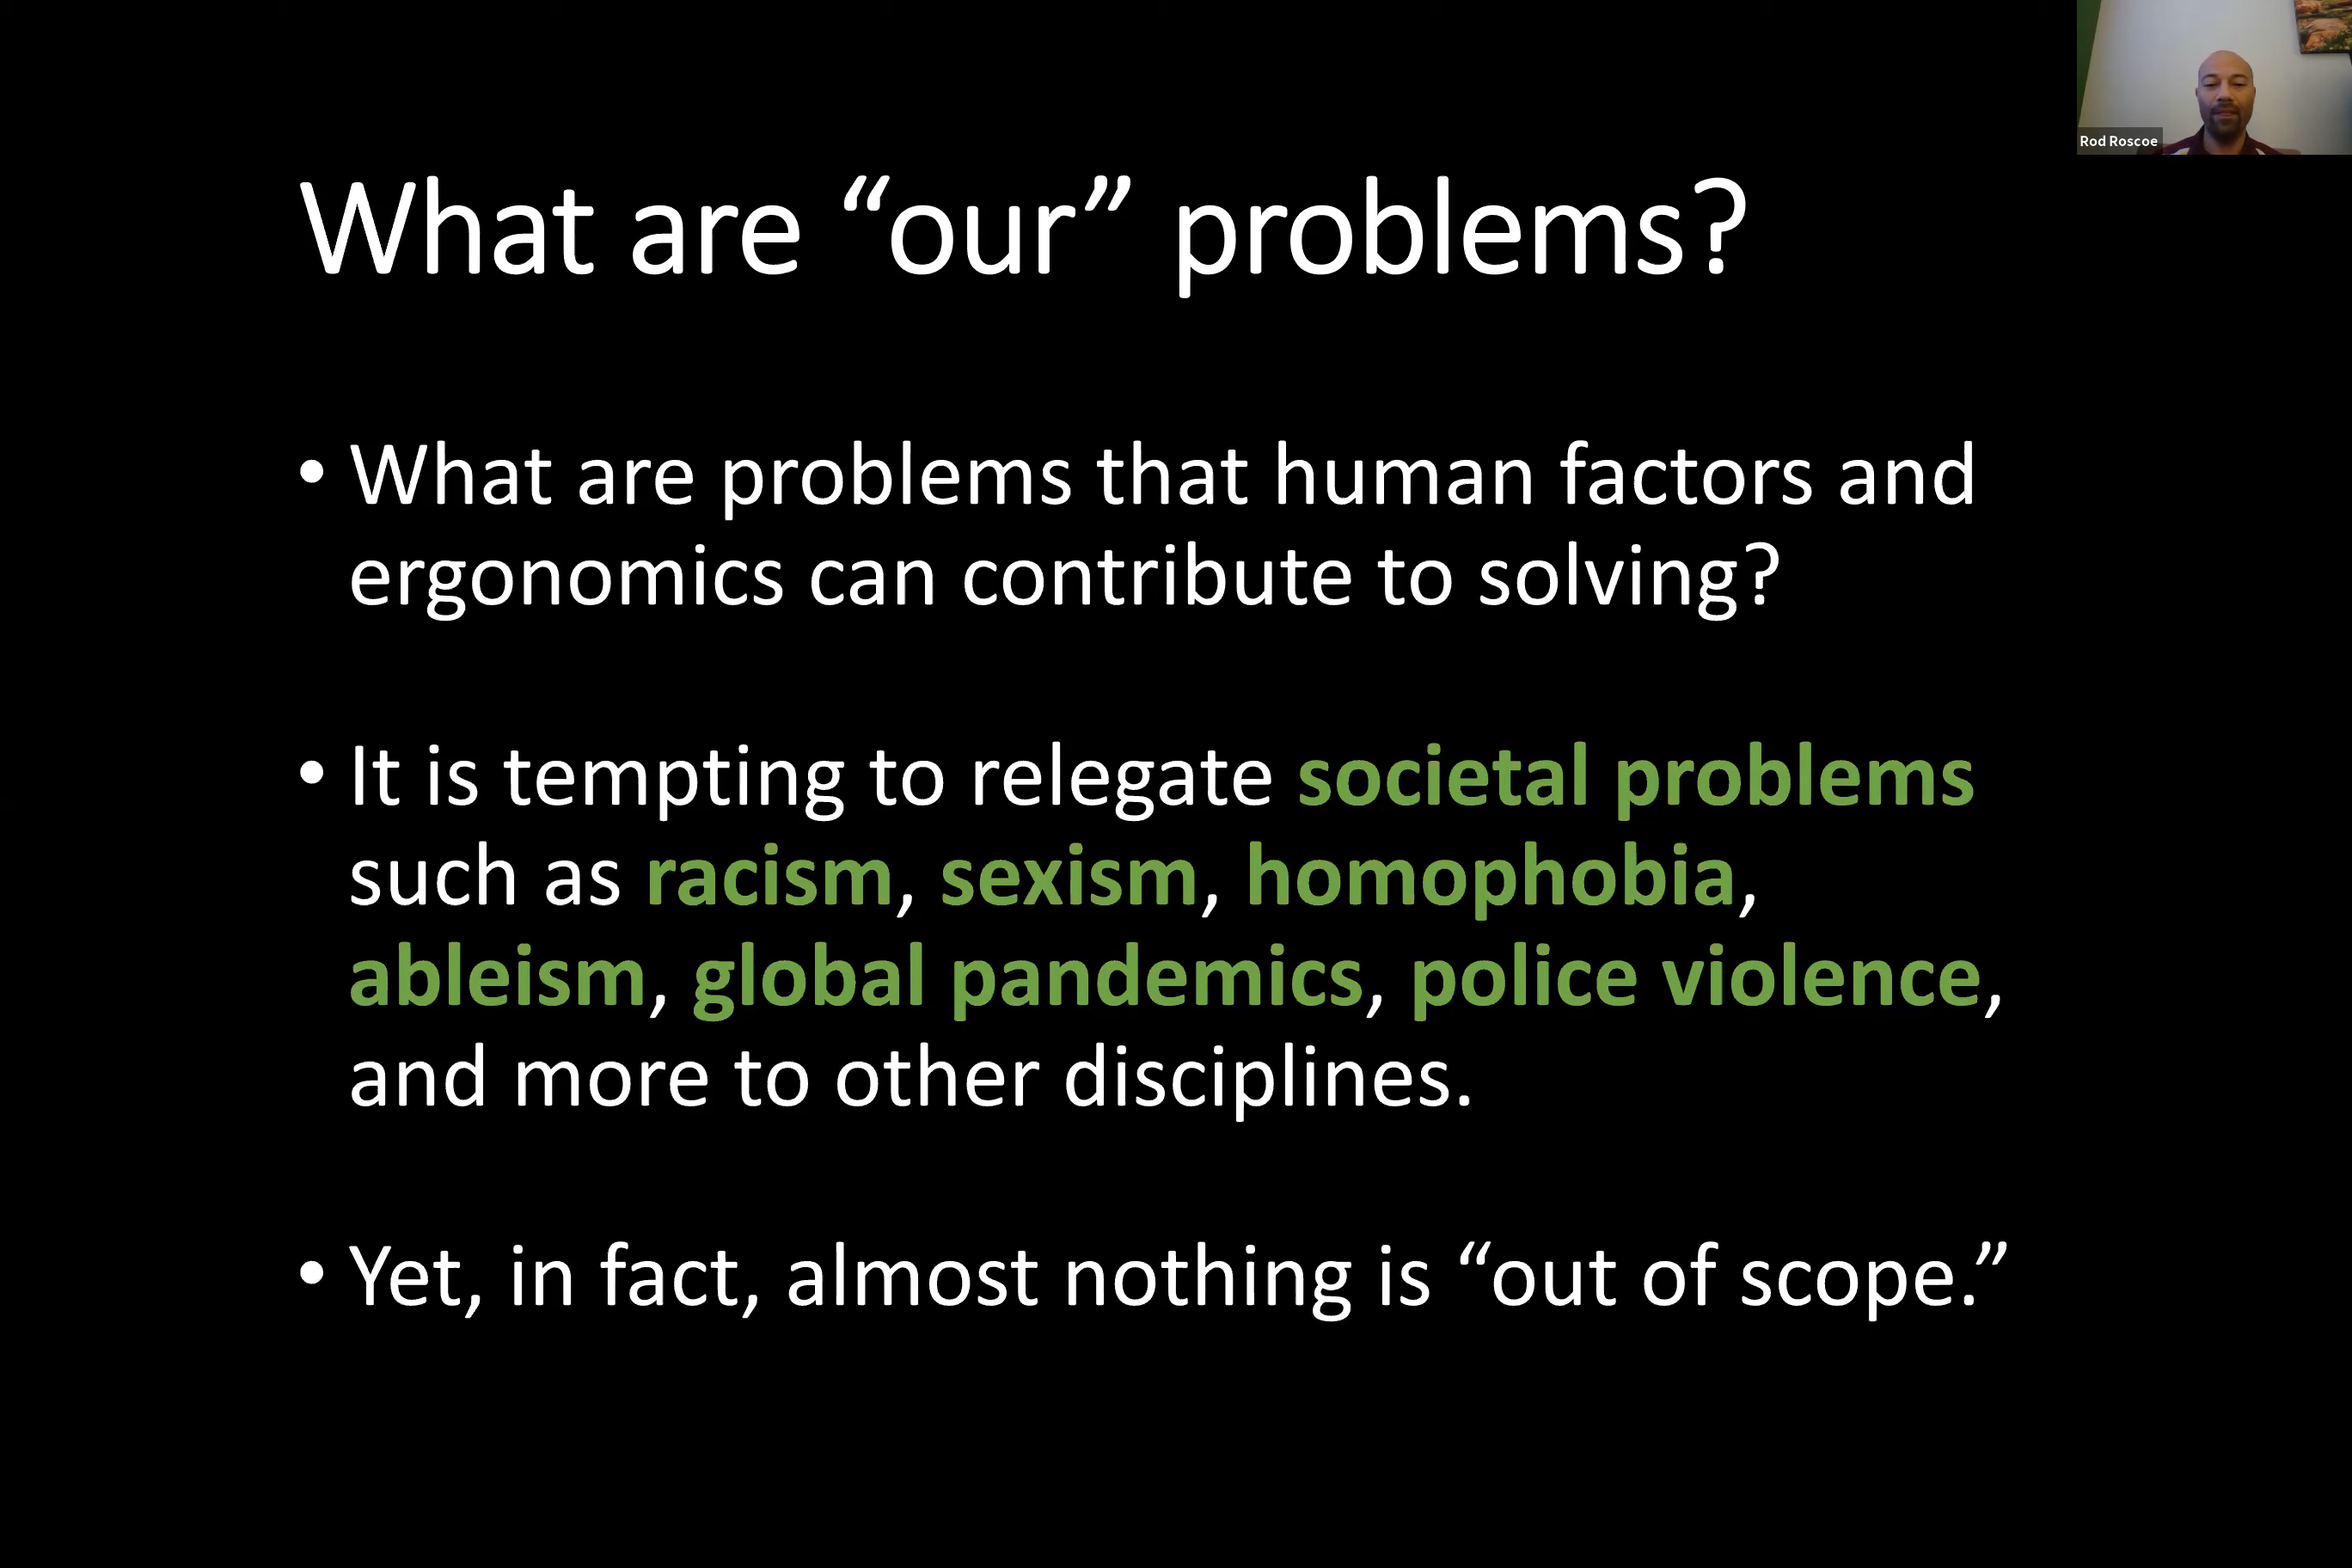 Rod Roscoe
What are “our” problems?
• What are problems that human factors and
ergonomics can contribute to solving?
• It is tempting to relegate societal problems
such as racism, sexism, homophobia,
ableism, global pandemics, police violence,
and more to other disciplines.
• Yet, in fact, almost nothing is “out of scope.”